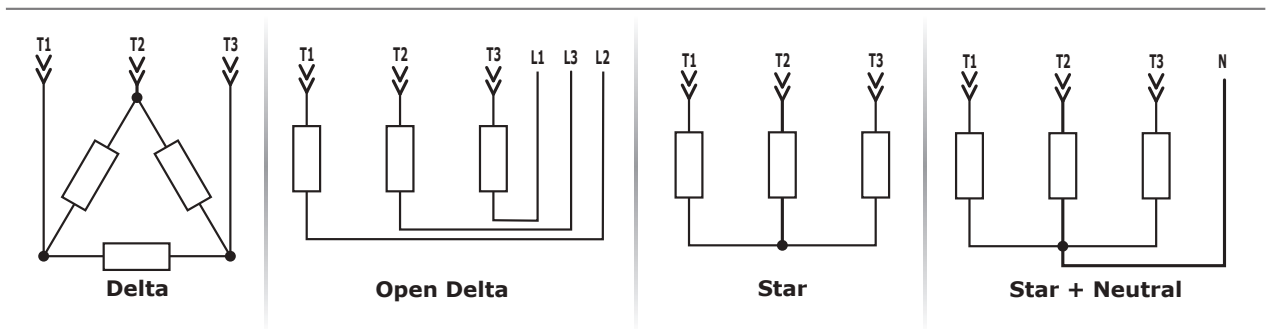 T1 T2 T3
Delta
T1 T2 T3 L1 L3 L2
Open Delta
T1 T2 T3
Star
T1 T2 T3 N
Star + Neutral